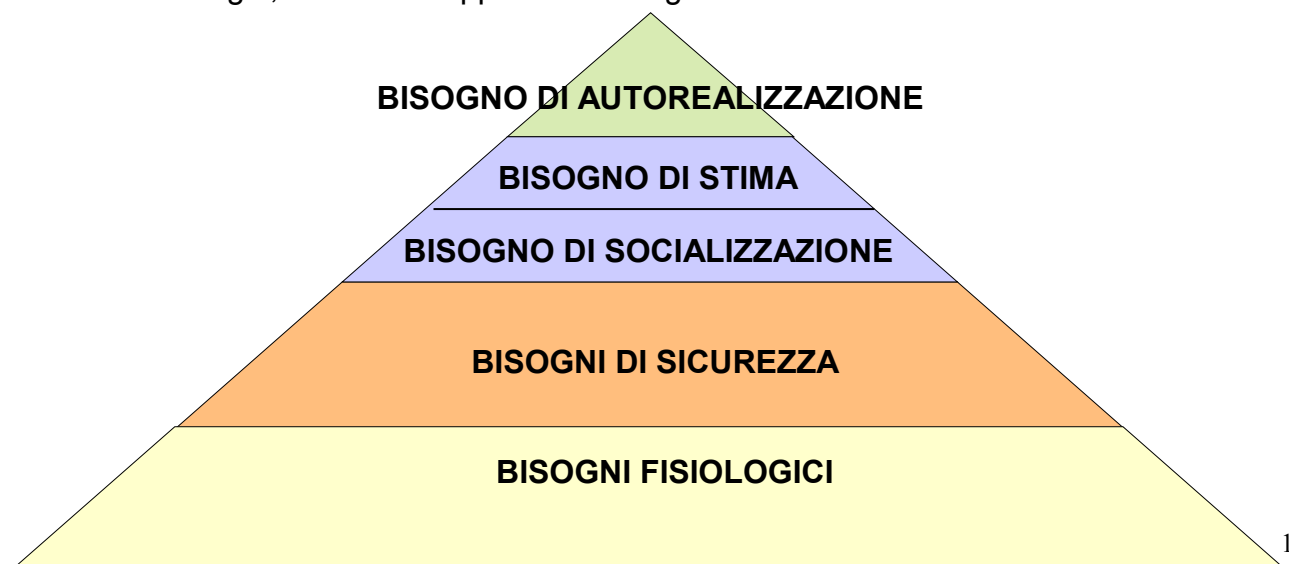 BISOGNO DI AUTOREALIZZAZIONE
BISOGNO DI STIMA
BISOGNO DI SOCIALIZZAZIONE
BISOGNI DI SICUREZZA
BISOGNI FISIOLOGICI
1